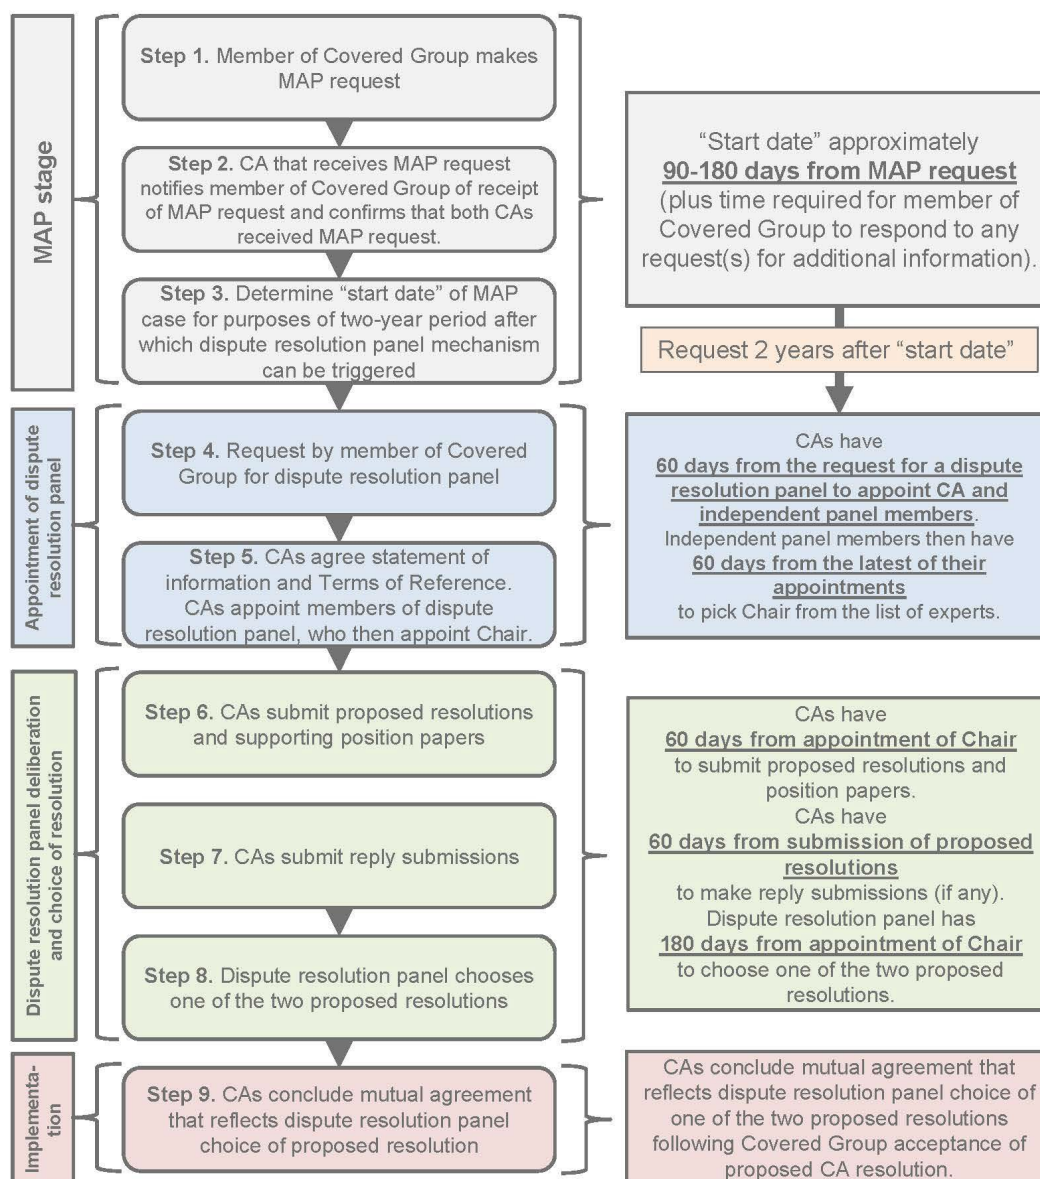 MAP stage
Step 1. Member of Covered Group makes
MAP request
Step 2. CA that receives MAP request
notifies member of Covered Group of receipt
of MAP request and confirms that both CAs
received MAP request.
Step 3. Determine “start date” of MAP
case for purposes of two-year period after
which dispute resolution panel mechanism
can be triggered
“Start date” approximately
90-180 days from MAP request
(plus time required for member of
Covered Group to respond to any
request(s) for additional information).
Request 2 years after “start date”
Appointment of dispute
resolution panel
Step 4. Request by member of Covered
Group for dispute resolution panel
Step 5. CAs agree statement of
information and Terms of Reference.
CAs appoint members of dispute
resolution panel, who then appoint Chair.
CAs have
60 days from the request for a dispute
resolution panel to appoint CA and
independent panel members.
Independent panel members then have
60 days from the latest of their
appointments
to pick Chair from the list of experts.
Dispute resolution panel deliberation
and choice of resolution
Step 6. CAs submit proposed resolutions
and supporting position papers
Step 7. CAs submit reply submissions
Step 8. Dispute resolution panel chooses
one of the two proposed resolutions
CAs have
60 days from appointment of Chair
to submit proposed resolutions and
position papers.
CAs have
60 days from submission of proposed
resolutions
to make reply submissions (if any).
Dispute resolution panel has
180 days from appointment of Chair
to choose one of the two proposed
resolutions.
Implementa-
tion
Step 9. CAs conclude mutual agreement
that reflects dispute resolution panel
choice of proposed resolution
CAs conclude mutual agreement that
reflects dispute resolution panel choice of
one of the two proposed resolutions
following Covered Group acceptance of
proposed CA resolution.